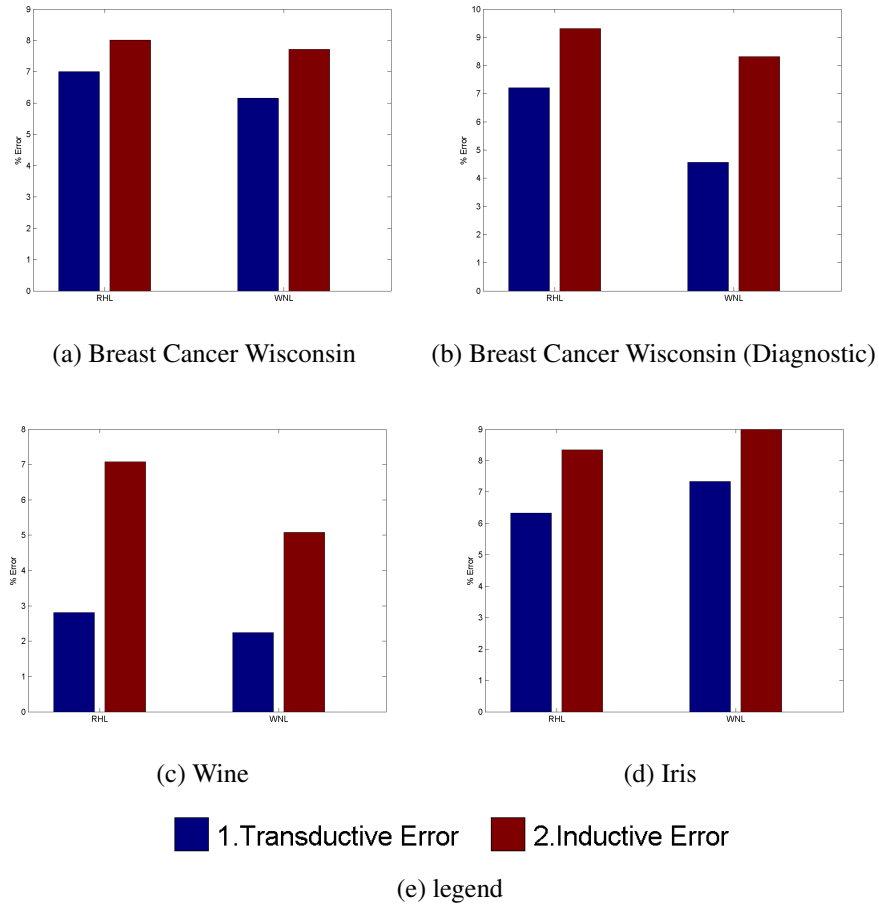 9
8
7
6
5
4
3
2
1
0
% Error
RHL
WNL
(a) Breast Cancer Wisconsin
10
9
8
7
6
5
4
3
2
1
0
% Error
RHL
WNL
(b) Breast Cancer Wisconsin (Diagnostic)
8
7
6
5
4
3
2
1
0
% Error
RHL
WNL
(c) Wine
9
8
7
6
5
4
3
2
1
0
% Error
RHL
WNL
(d) Iris
1.Transductive Error
2.Inductive Error
(e) legend